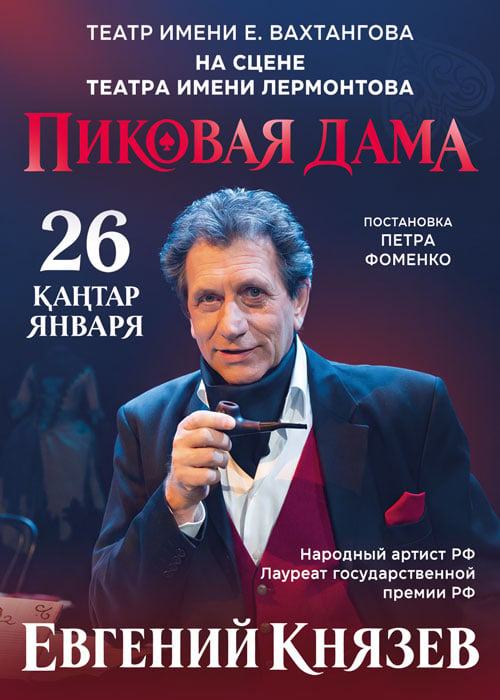 ТЕАТР ИМЕНИ Е. ВАХТАНГОВА
НА СЦЕНЕ
ТЕАТРА ИМЕНИ ЛЕРМОНТОВА
ПИКОВАЯ ДАМА
26
ҚАҢТАР
ЯНВАРЯ
ПОСТАНОВКА
ПЕТРА
ФОМЕНКО
Народный артист РФ
Лауреат государственной
премии РФ
ЕВГЕНИЙ КНЯЗЕВ